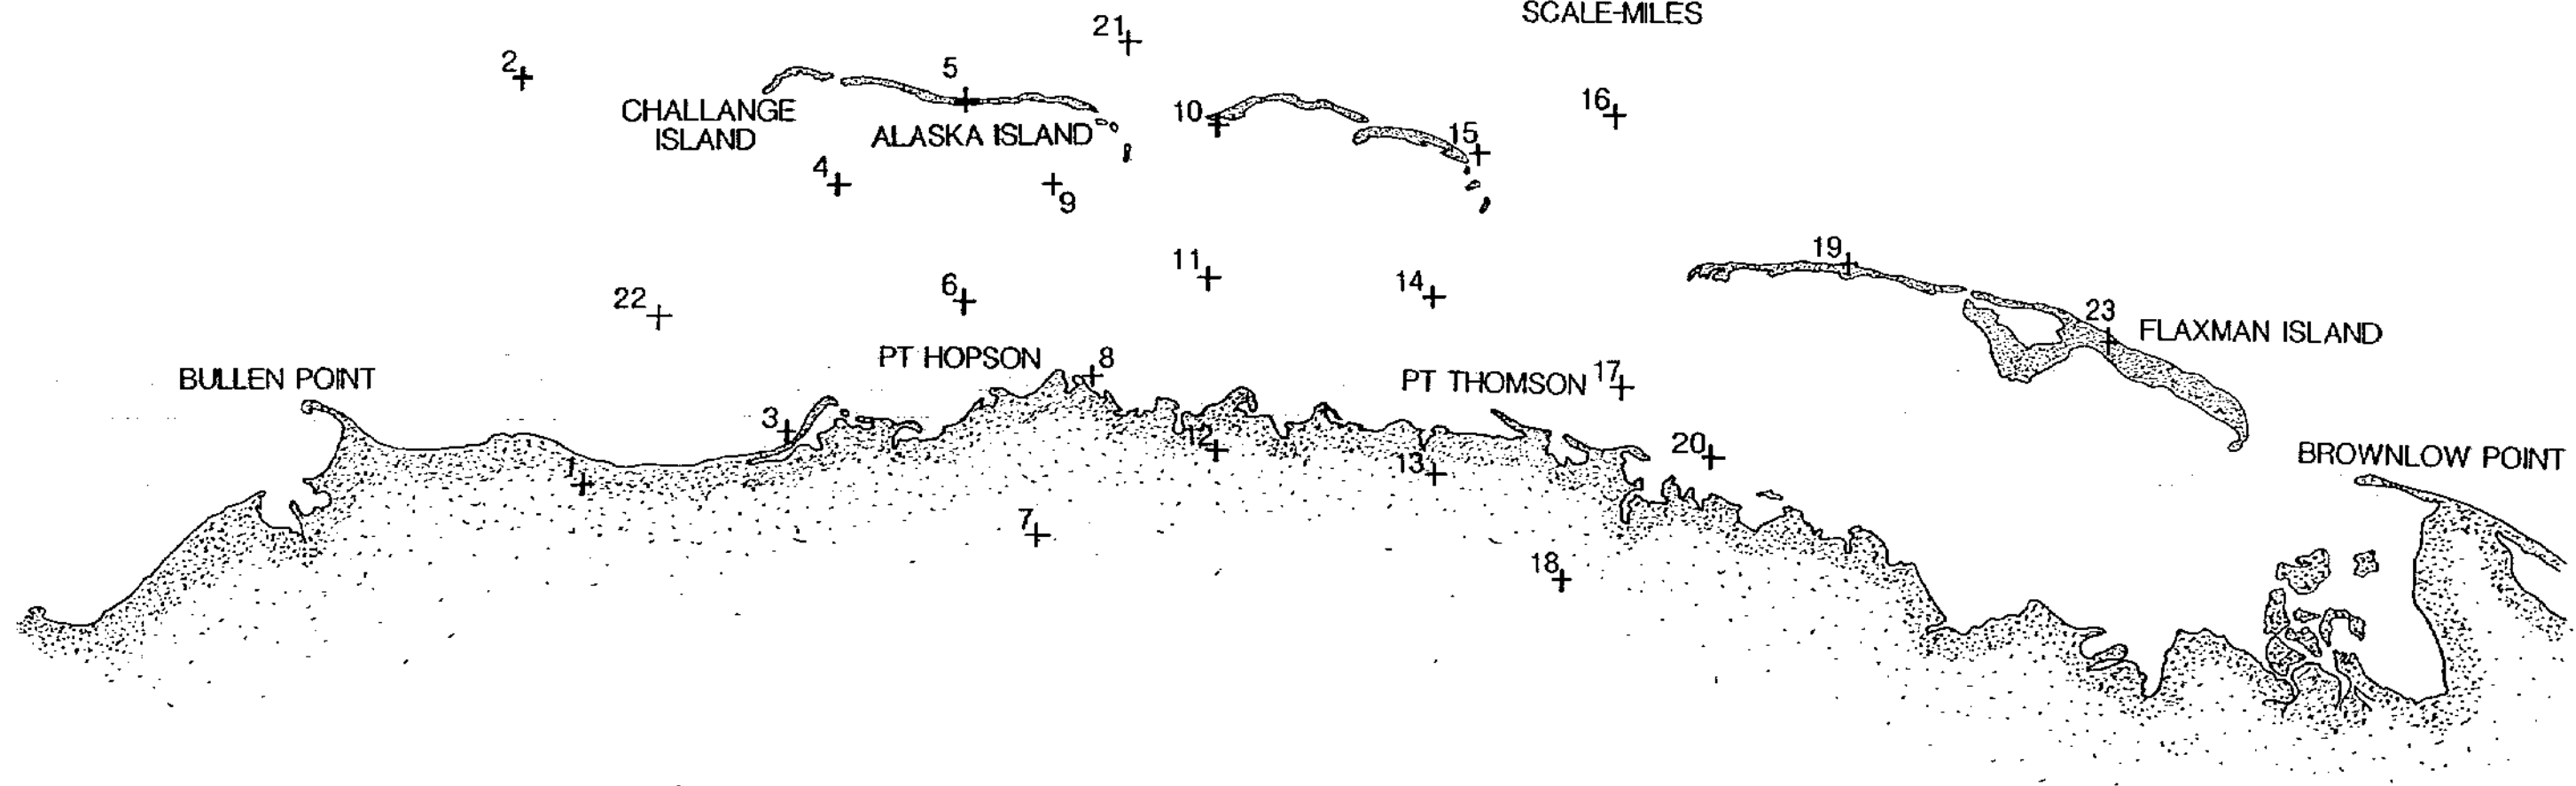 SCALE-MILES
21
2
5
CHALLANGE
ISLAND
ALASKA ISLAND
10
15
16
4
9
11
14
19
22
6
23
FLAXMAN ISLAND
PT HOPSON
8
BULLEN POINT
PT THOMSON
17
3
12
13
20
BROWNLOW POINT
1
7
18